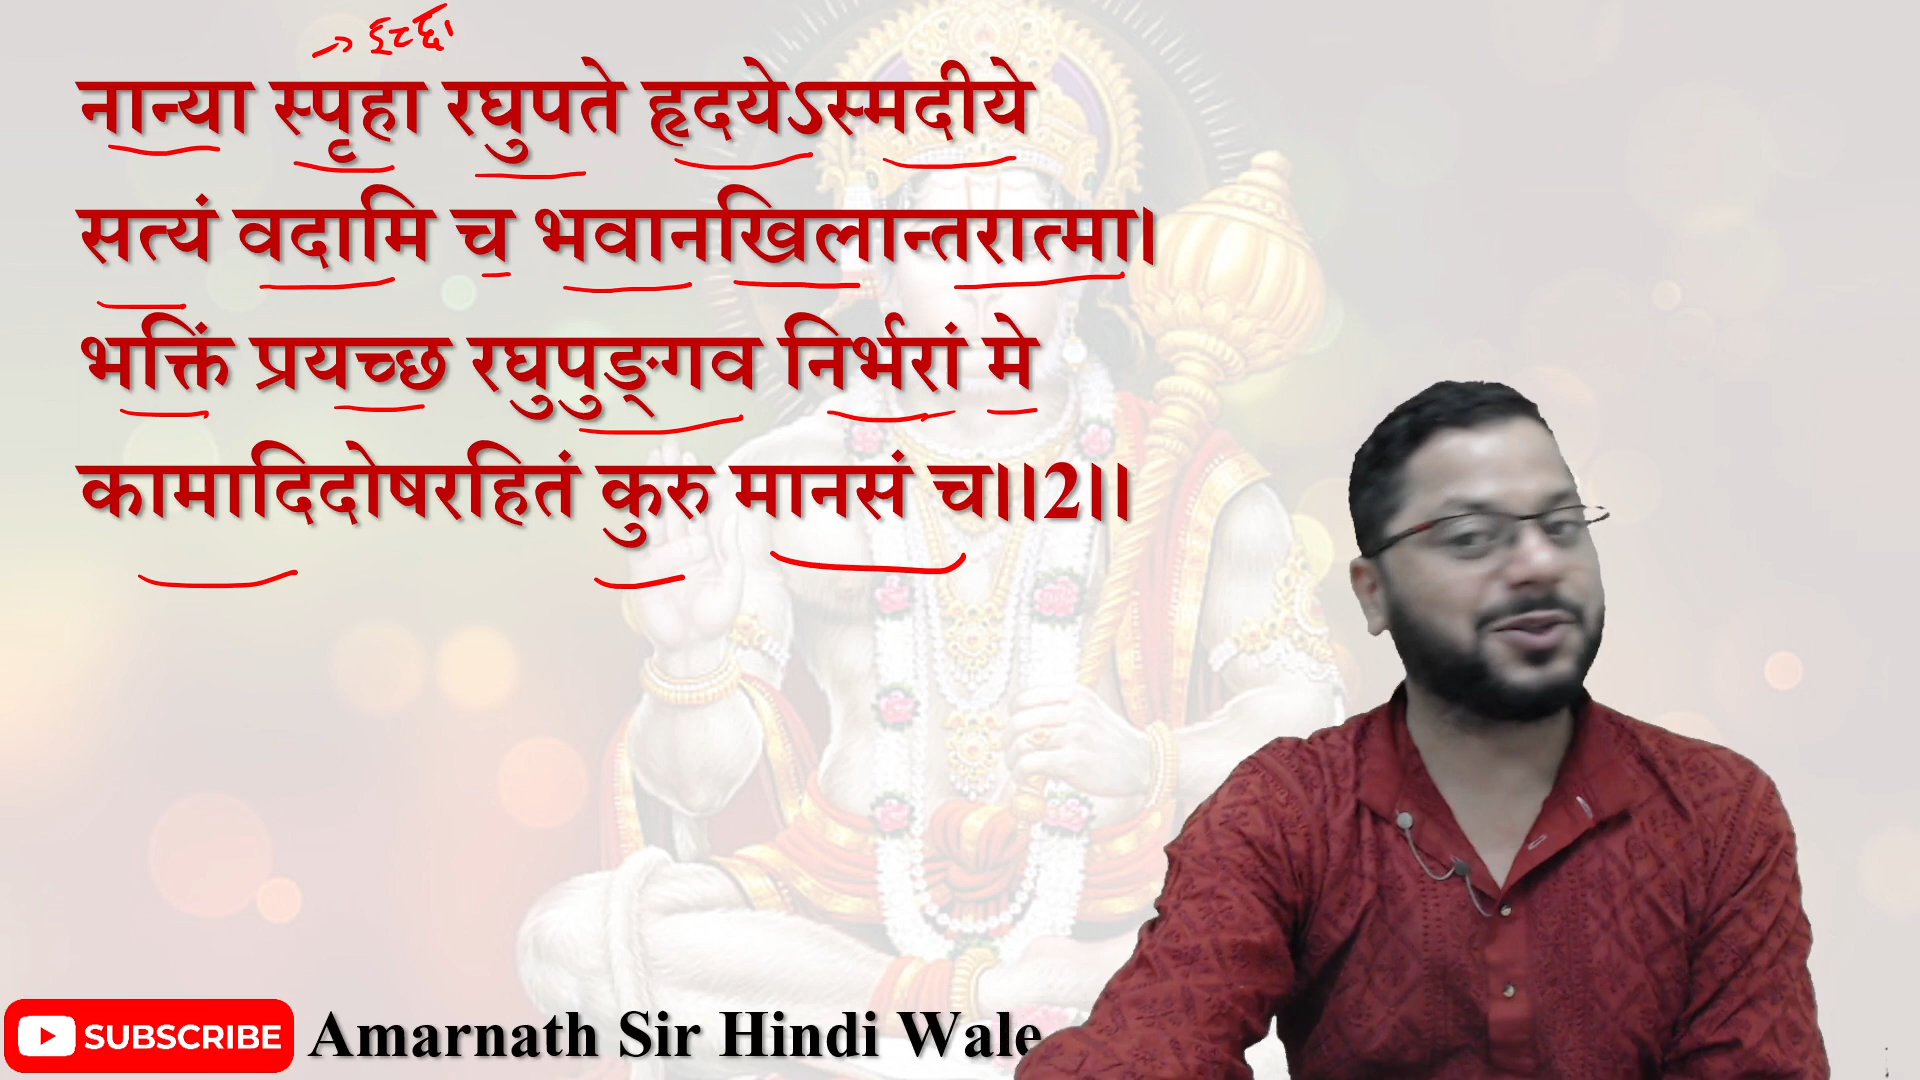 → इच्छा
नान्या स्पृहा रघुपते हृदयेऽस्मदीये
सत्यं वदामि च भवानखिलान्तरात्मा।
भक्तिं प्रयच्छ रघुपुङ्गव निर्भरां मे
कामादिदोषरहितं कुरु मानसं च।।2।।
SUBSCRIBE Amarnath Sir Hindi Wale